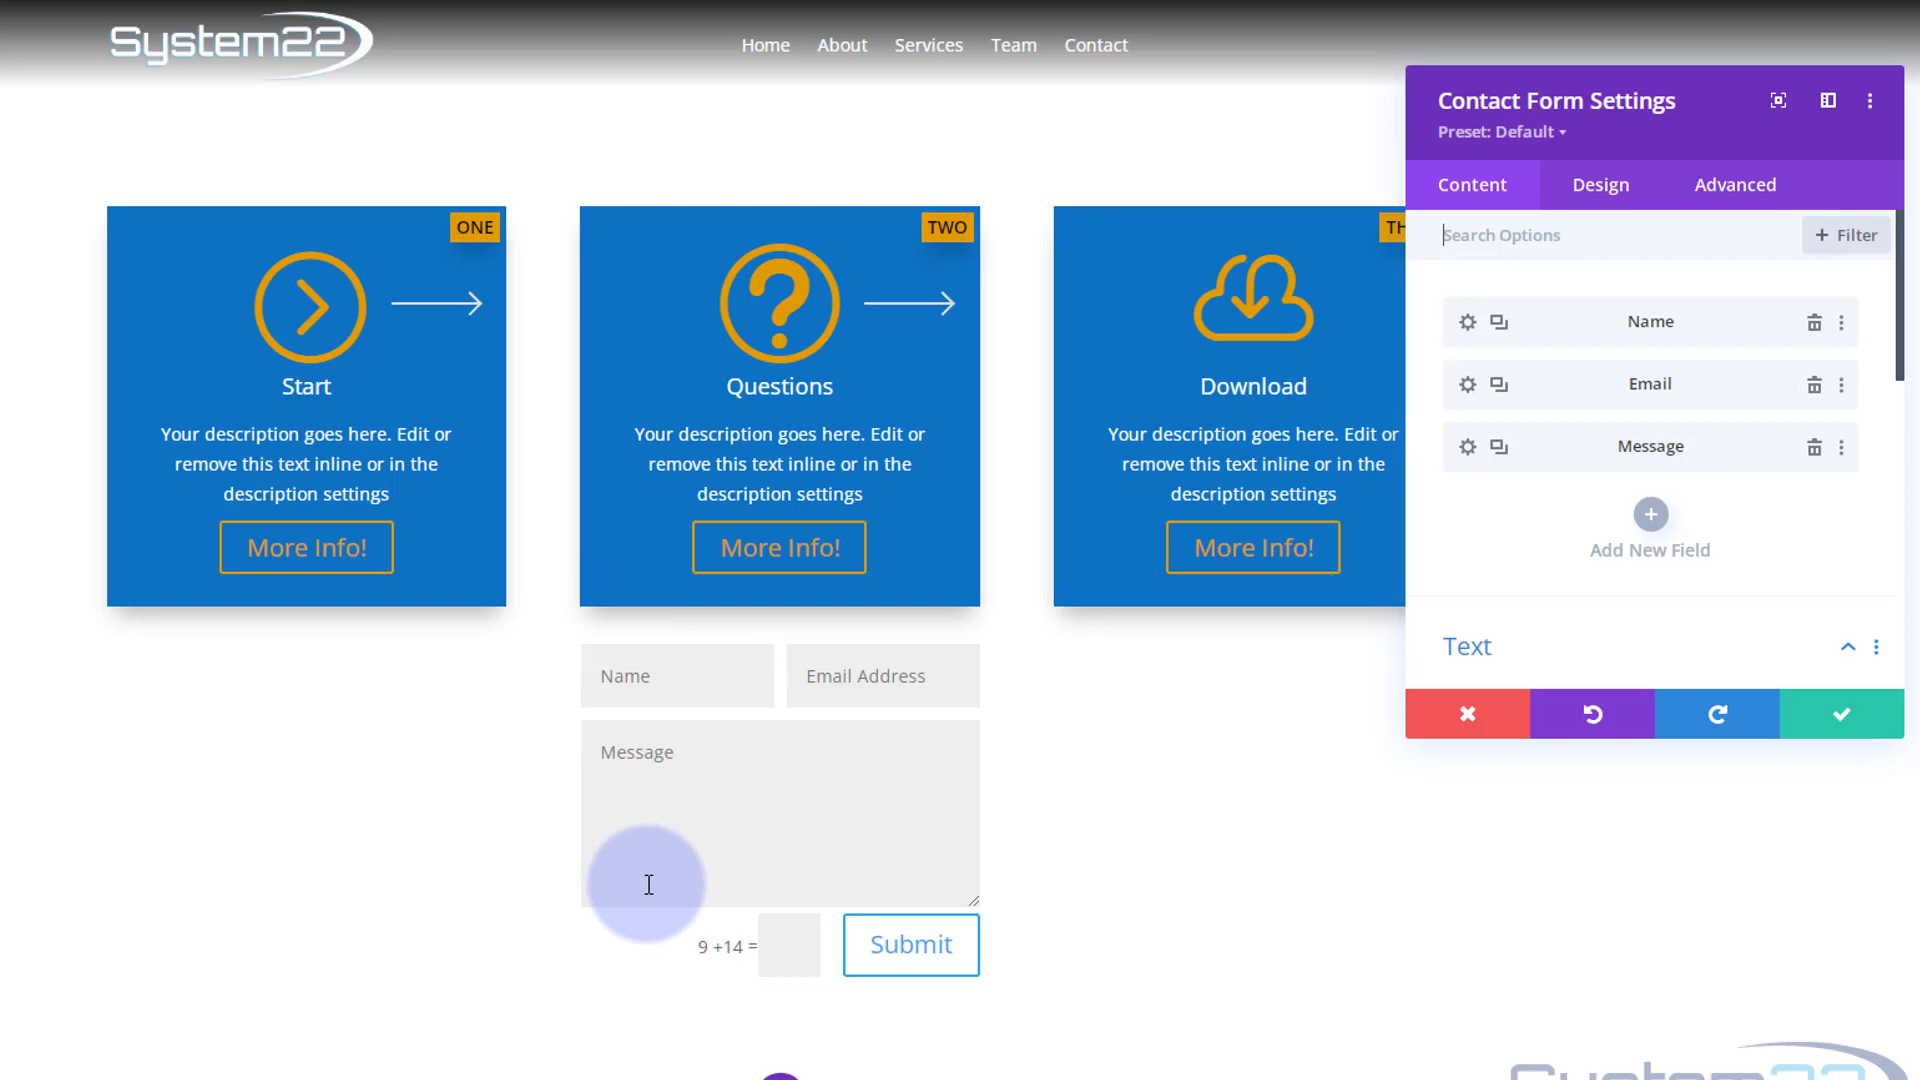 System22
Home About Services Team Contact
Contact Form Settings
Preset: Default
Content Design Advanced
Search Options
+ Filter
ONE
Start
Your description goes here. Edit or
remove this text inline or in the
description settings
More Info!
TWO
Questions
Your description goes here. Edit or
remove this text inline or in the
description settings
More Info!
TH
Download
Your description goes here. Edit or
remove this text inline or in the
description settings
More Info!
Name
Email
Message
Add New Field
Text
Name
Email Address
Message
9 +14 =
Submit
System22